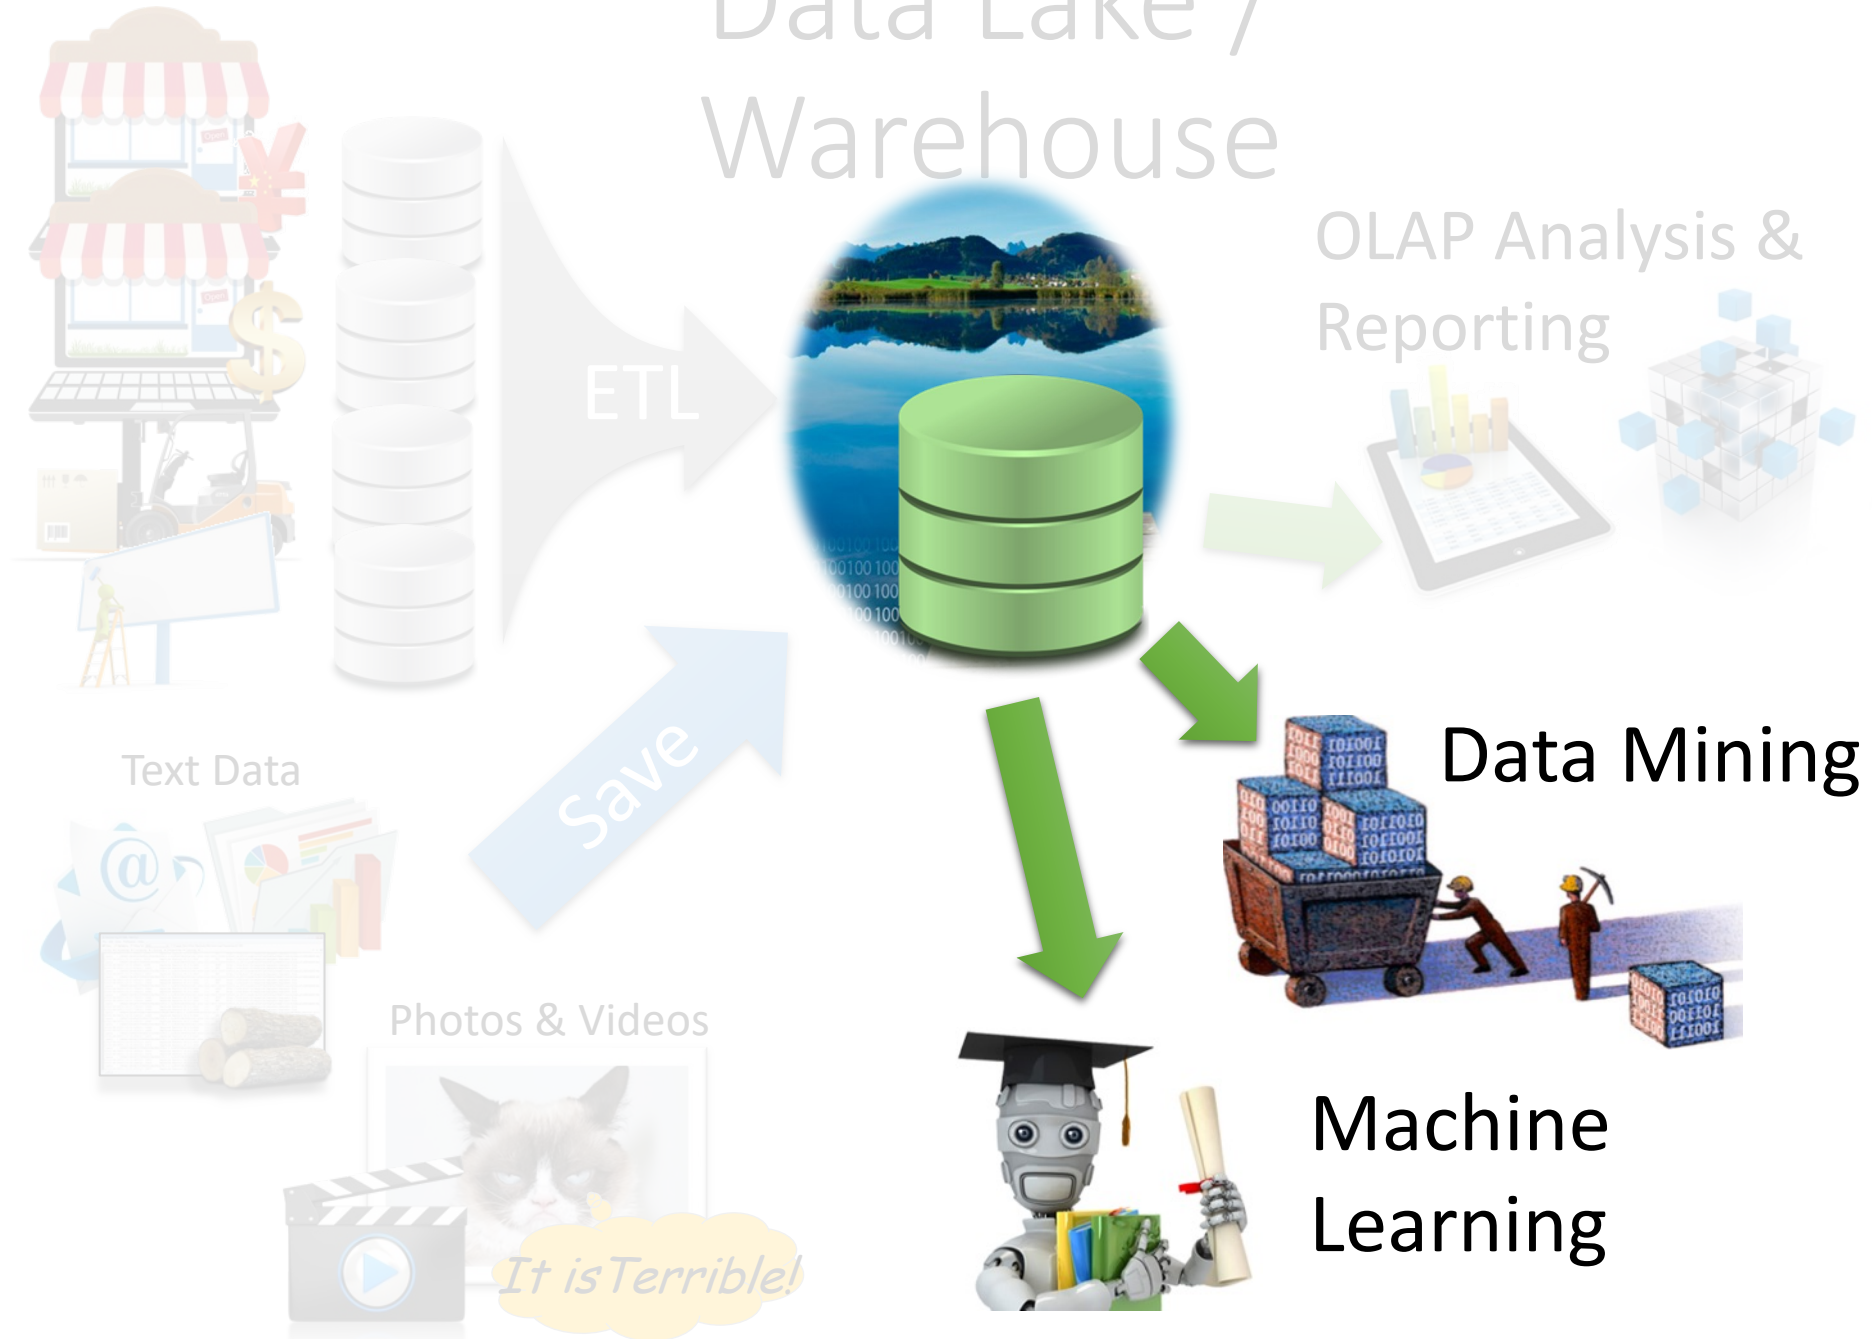 Data Lake /
Warehouse
OLAP Analysis &
Reporting
ETL
Save
Text Data
@
Data Mining
Photos & Videos
Machine
Learning
It is Terrible!